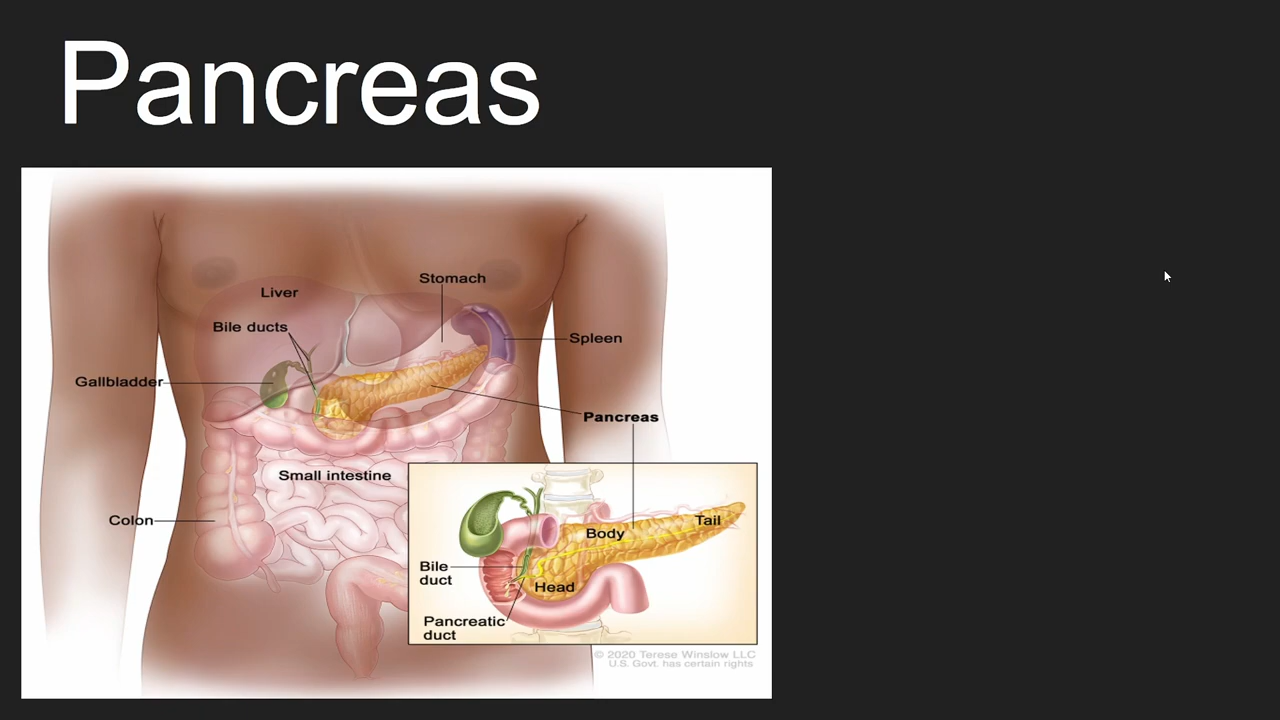 Pancreas
Stomach
Liver
Bile ducts
Spleen
Gallbladder
Pancreas
Small intestine
Colon
Body
Tail
Bile
duct
Head
Pancreatic
duct
© 2020 Terese Winslow LLC
U.S. Govt. has certain rights